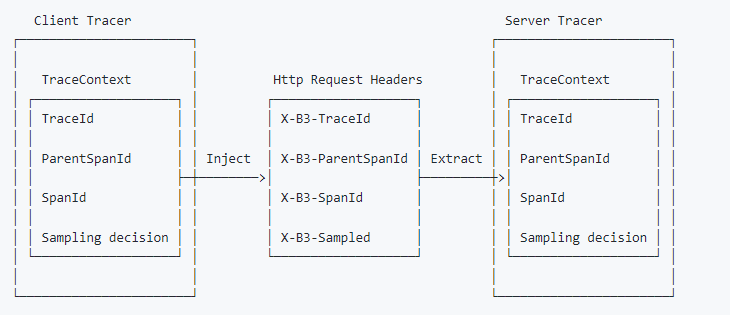 Client Tracer Server Tracer
TraceContext Http Request Headers TraceContext
TraceId X-B3-TraceId TraceId
ParentSpanId Inject X-B3-ParentSpanId Extract ParentSpanId
SpanId X-B3-SpanId SpanId
Sampling decision X-B3-Sampled Sampling decision